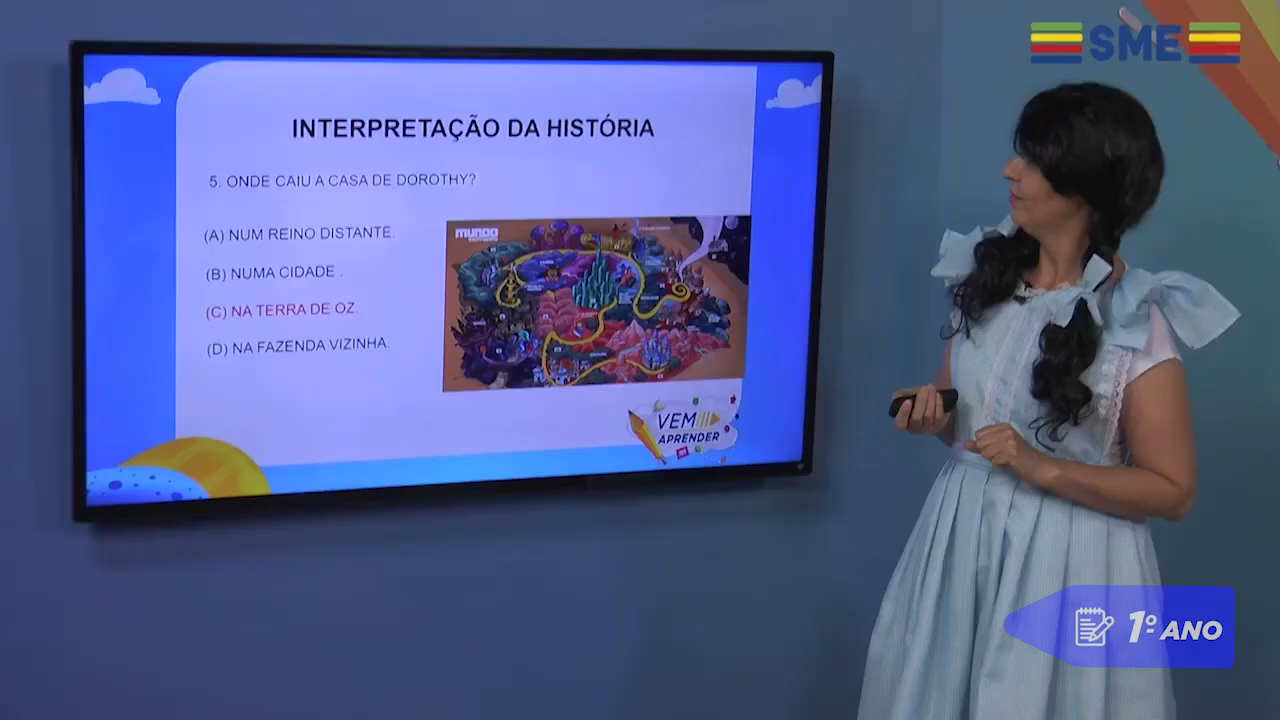 SME
INTERPRETAÇÃO DA HISTÓRIA
5. ONDE CAIU A CASA DE DOROTHY?
(A) NUM REINO DISTANTE.
(B) NUMA CIDADE .
(C) NA TERRA DE OZ.
(D) NA FAZENDA VIZINHA.
MUNDO
VEM
APRENDER
1º ANO